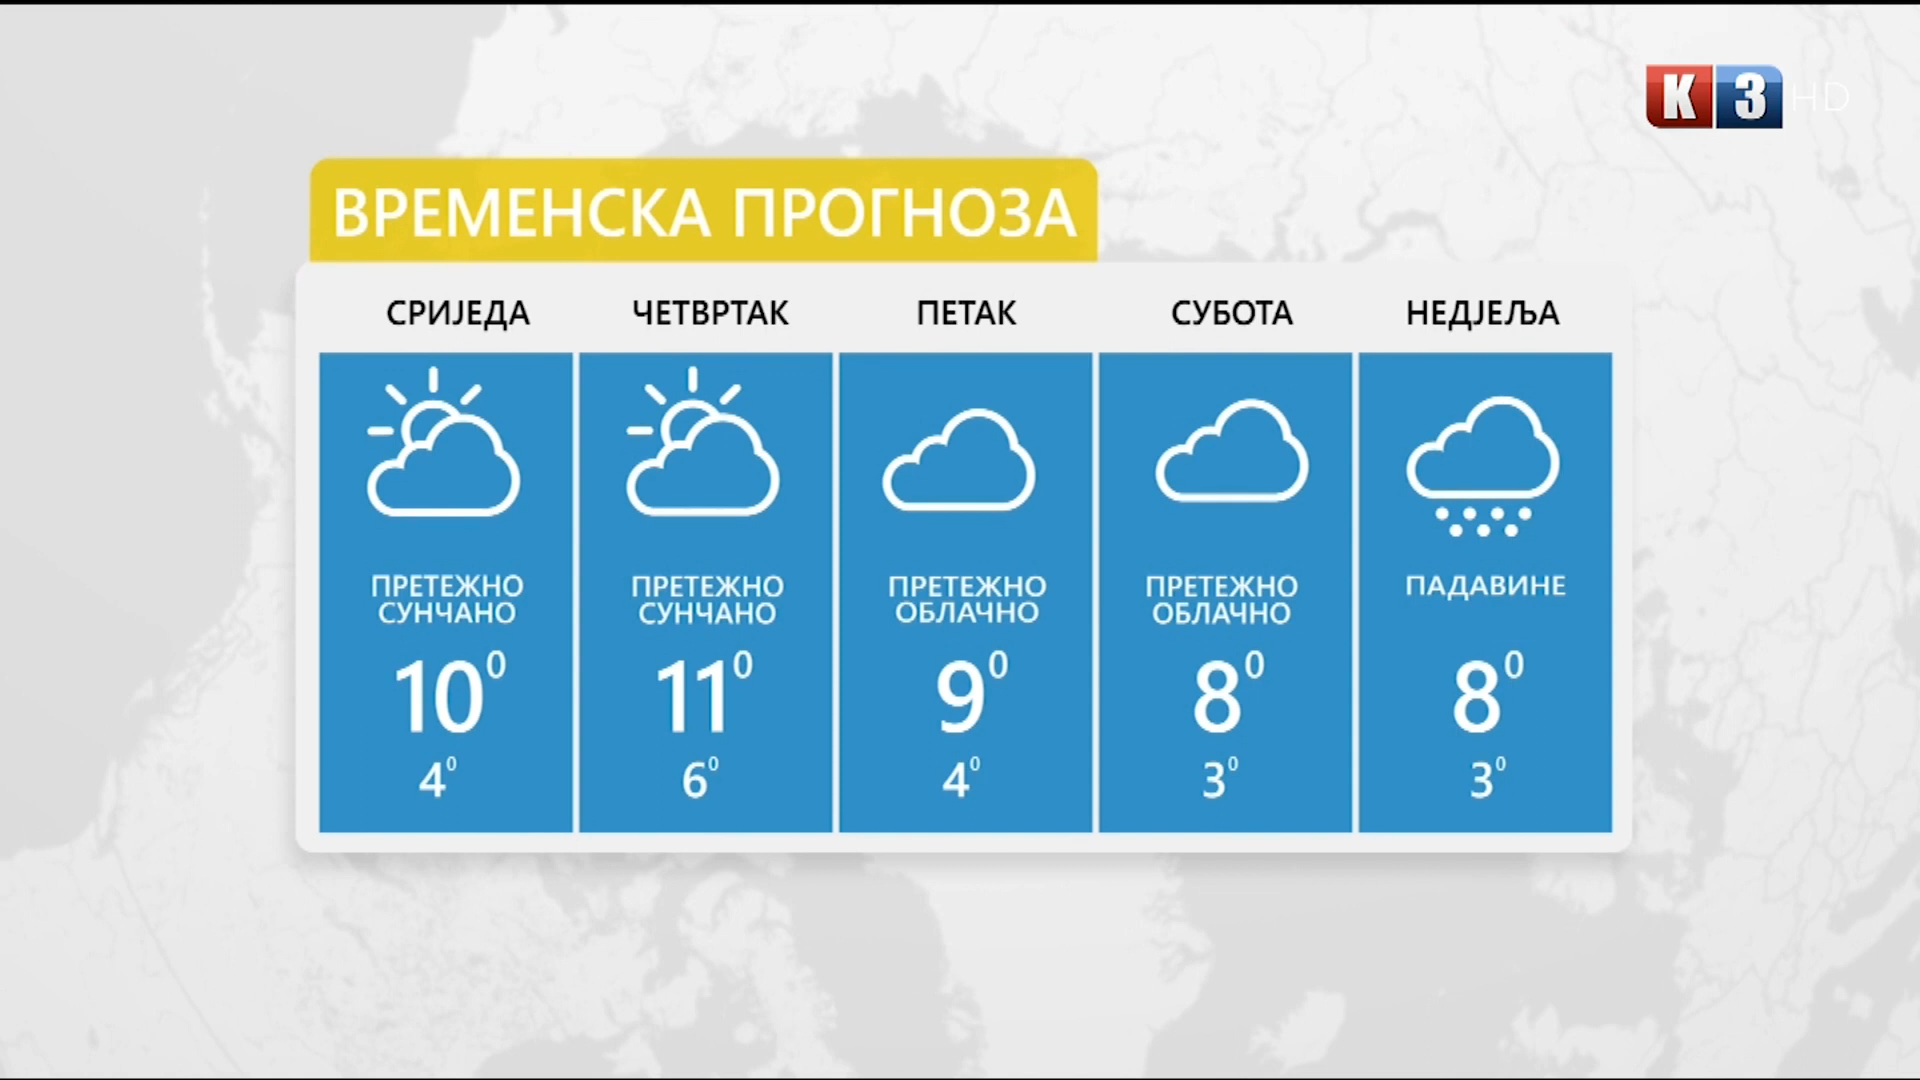 К3 HD
ВРЕМЕНСКА ПРОГНОЗА
СРИЈЕДА ЧЕТВРТАК ПЕТАК СУБОТА НЕДЈЕЉА
ПРЕТЕЖНО ПРЕТЕЖНО ПРЕТЕЖНО ПРЕТЕЖНО ПАДАВИНЕ
СУНЧАНО СУНЧАНО ОБЛАЧНО ОБЛАЧНО
10⁰ 11⁰ 9⁰ 8⁰ 8⁰
4⁰ 6⁰ 4⁰ 3⁰ 3⁰